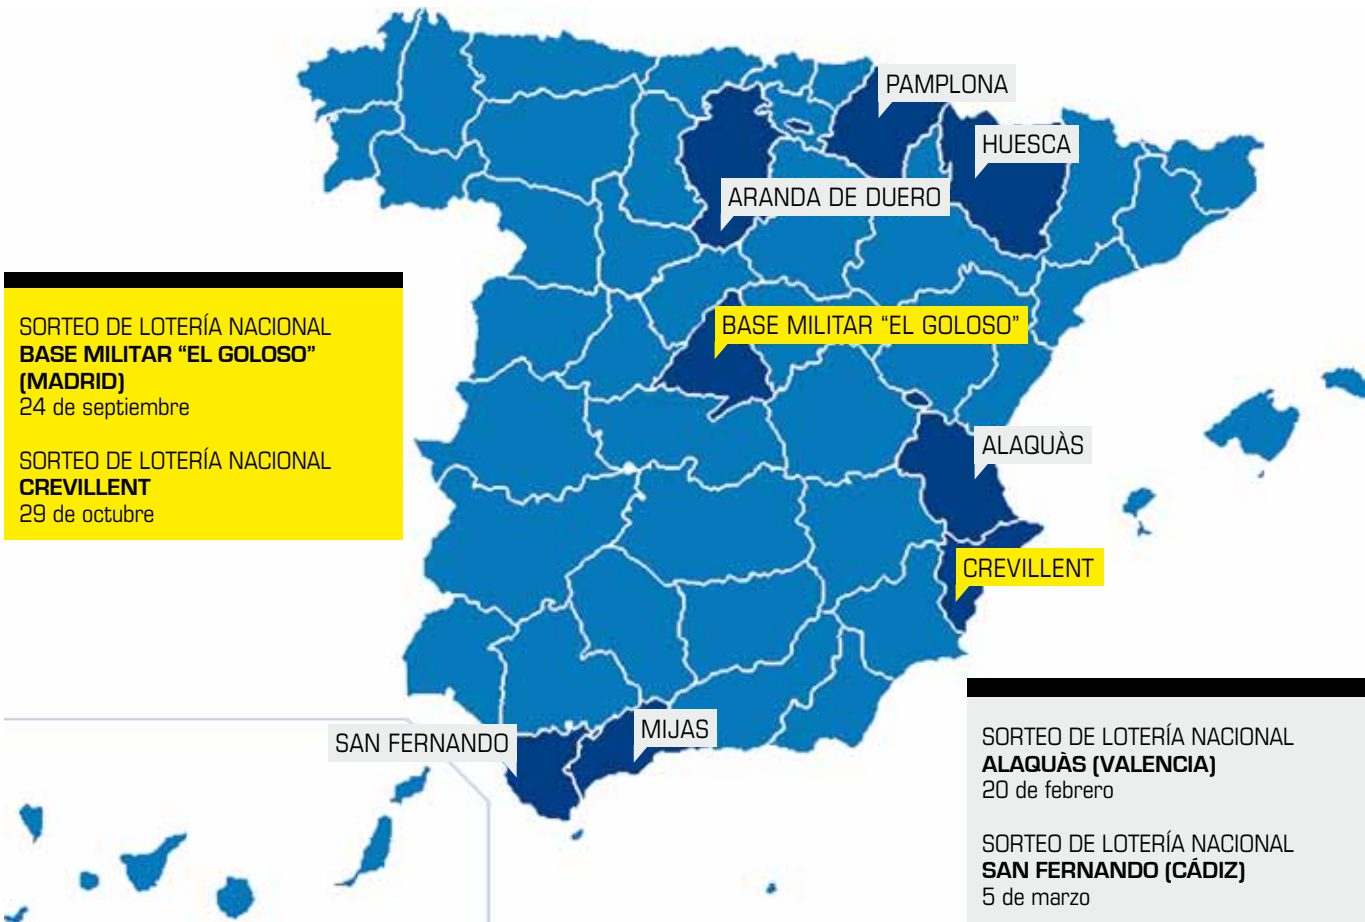 PAMPLONA
HUESCA
ARANDA DE DUERO
BASE MILITAR “EL GOLOSO”
ALAQUÀS
CREVILLENT
MIJAS
SAN FERNANDO
SORTEO DE LOTERÍA NACIONAL
BASE MILITAR “EL GOLOSO”
(MADRID)
24 de septiembre
SORTEO DE LOTERÍA NACIONAL
CREVILLENT
29 de octubre
SORTEO DE LOTERÍA NACIONAL
ALAQUÀS (VALENCIA)
20 de febrero
SORTEO DE LOTERÍA NACIONAL
SAN FERNANDO (CÁDIZ)
5 de marzo